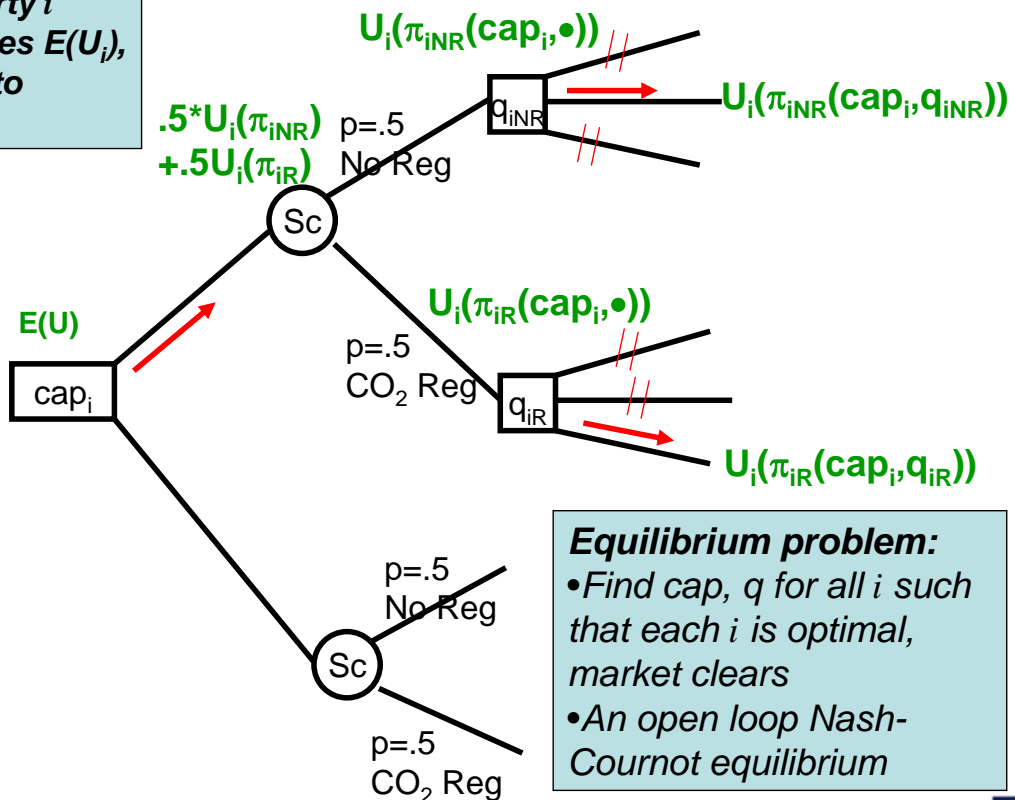 rty i
es E(Uᵢ),
to
Uᵢ(πᵢNR(capᵢ,•))
qᵢNR
Uᵢ(πᵢNR(capᵢ,qᵢNR))
.5*Uᵢ(πᵢNR)
+.5Uᵢ(πᵢR)
p=.5
No Reg
Sc
E(U)
capᵢ
Uᵢ(πᵢR(capᵢ,•))
p=.5
CO₂ Reg
qᵢR
Uᵢ(πᵢR(capᵢ,qᵢR))
p=.5
No Reg
Sc
p=.5
CO₂ Reg
Equilibrium problem:
•Find cap, q for all i such
that each i is optimal,
market clears
•An open loop Nash-
Cournot equilibrium